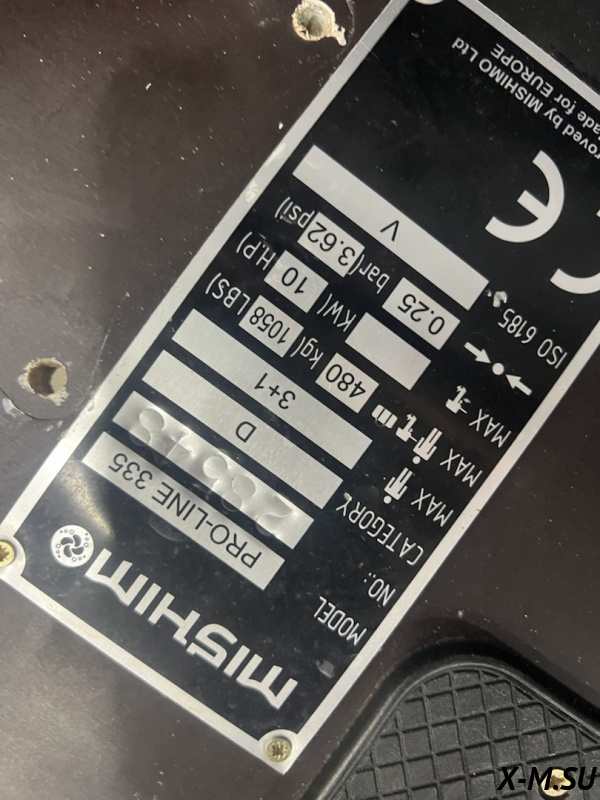 MISHIMO
MODEL PRO-LINE 335
NO.: 28548
CATEGORY D
MAX 3+1
MAX 480 kg( 1058 LBS)
MAX KW( 10 H.P)
0.25 bar( 3.62 psi)
ISO 6185 V
CE
roved by MISHIMO Ltd
ade for EUROPE
X-M.SU